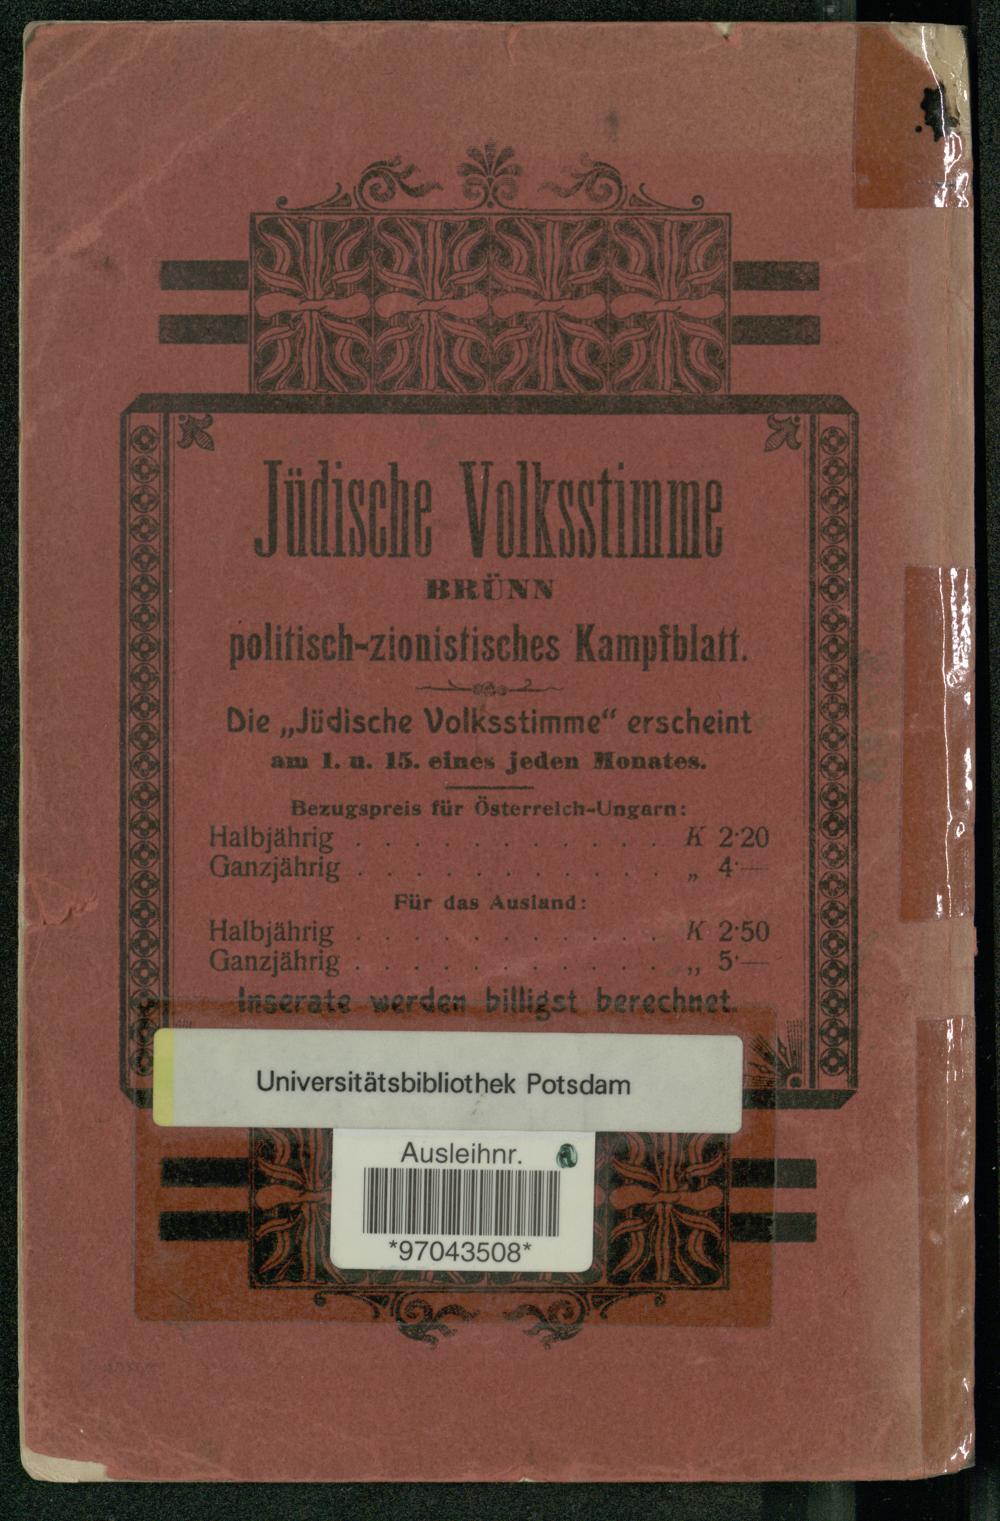 Jüdische Volksstimme
BRÜNN
politisch-zionistisches Kampfblatt.
Die „Jüdische Volksstimme“ erscheint
am 1. u. 15. eines jeden Monates.
Bezugspreis für Österreich-Ungarn:
Halbjährig . . . . . . . . . . . . K 2·20
Ganzjährig . . . . . . . . . . . . „ 4·—
Für das Ausland:
Halbjährig . . . . . . . . . . . . K 2·50
Ganzjährig . . . . . . . . . . . . „ 5·—
Inserate werden billigst berechnet.
Universitätsbibliothek Potsdam
Ausleihnr.
*97043508*